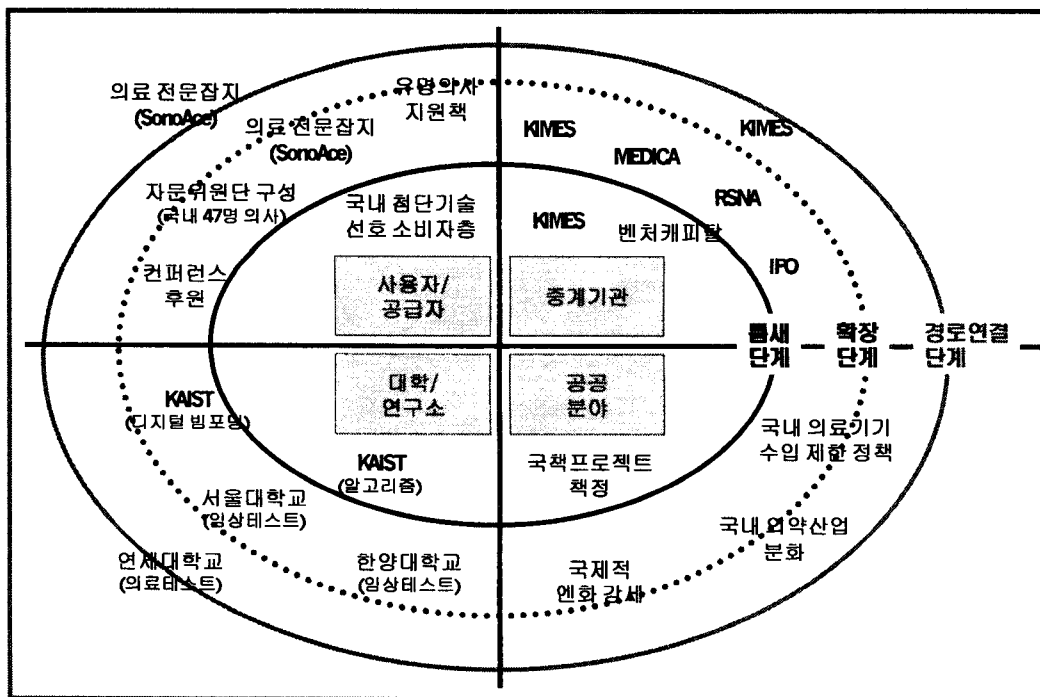 의료 전문잡지
(SonoAce)
유명의사
지원책
의료 전문잡지
(SonoAce)
KIMES
KIMES
MEDICA
자문위원단 구성
(국내 47명 의사)
국내 첨단기술
선호 소비자층
KIMES
RSNA
벤처캐피탈
컨퍼런스
후원
IPO
사용자/
공급자
중계기관
틈새
단계
확장
단계
경로연결
단계
대학/
연구소
공공
분야
KAIST
(디지털 빔포밍)
국내 의료기기
수입 제한 정책
KAIST
(알고리즘)
국책프로젝트
책정
서울대학교
(임상테스트)
국내 의약산업
분화
연세대학교
(의료테스트)
한양대학교
(임상테스트)
국제적
엔화 강세